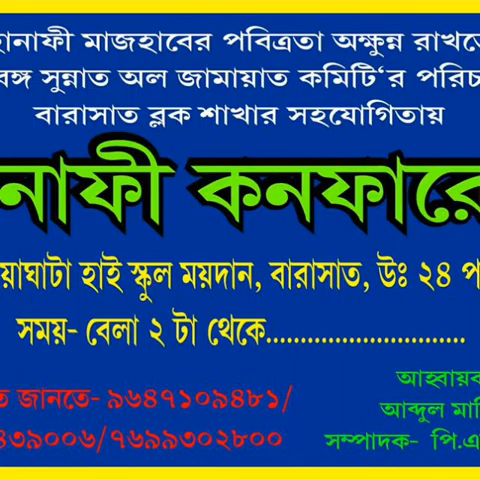 হানাফী মাজহাবের পবিত্রতা অক্ষুন্ন রাখতে
বঙ্গ সুন্নাত অল জামায়াত কমিটি'র পরিচ
বারাসাত ব্লক শাখার সহযোগিতায়
নাফী কনফারে
য়াঘাটা হাই স্কুল ময়দান, বারাসাত, উঃ ২৪ প
সময়- বেলা ২ টা থেকে............................
ত জানতে- ৯৬৪৭১০৯৪৮১/
৪৩৯০০৬/৭৬৯৯৩০২৮০০
আহ্বায়ক
আব্দুল মা
সম্পাদক- পি.এ